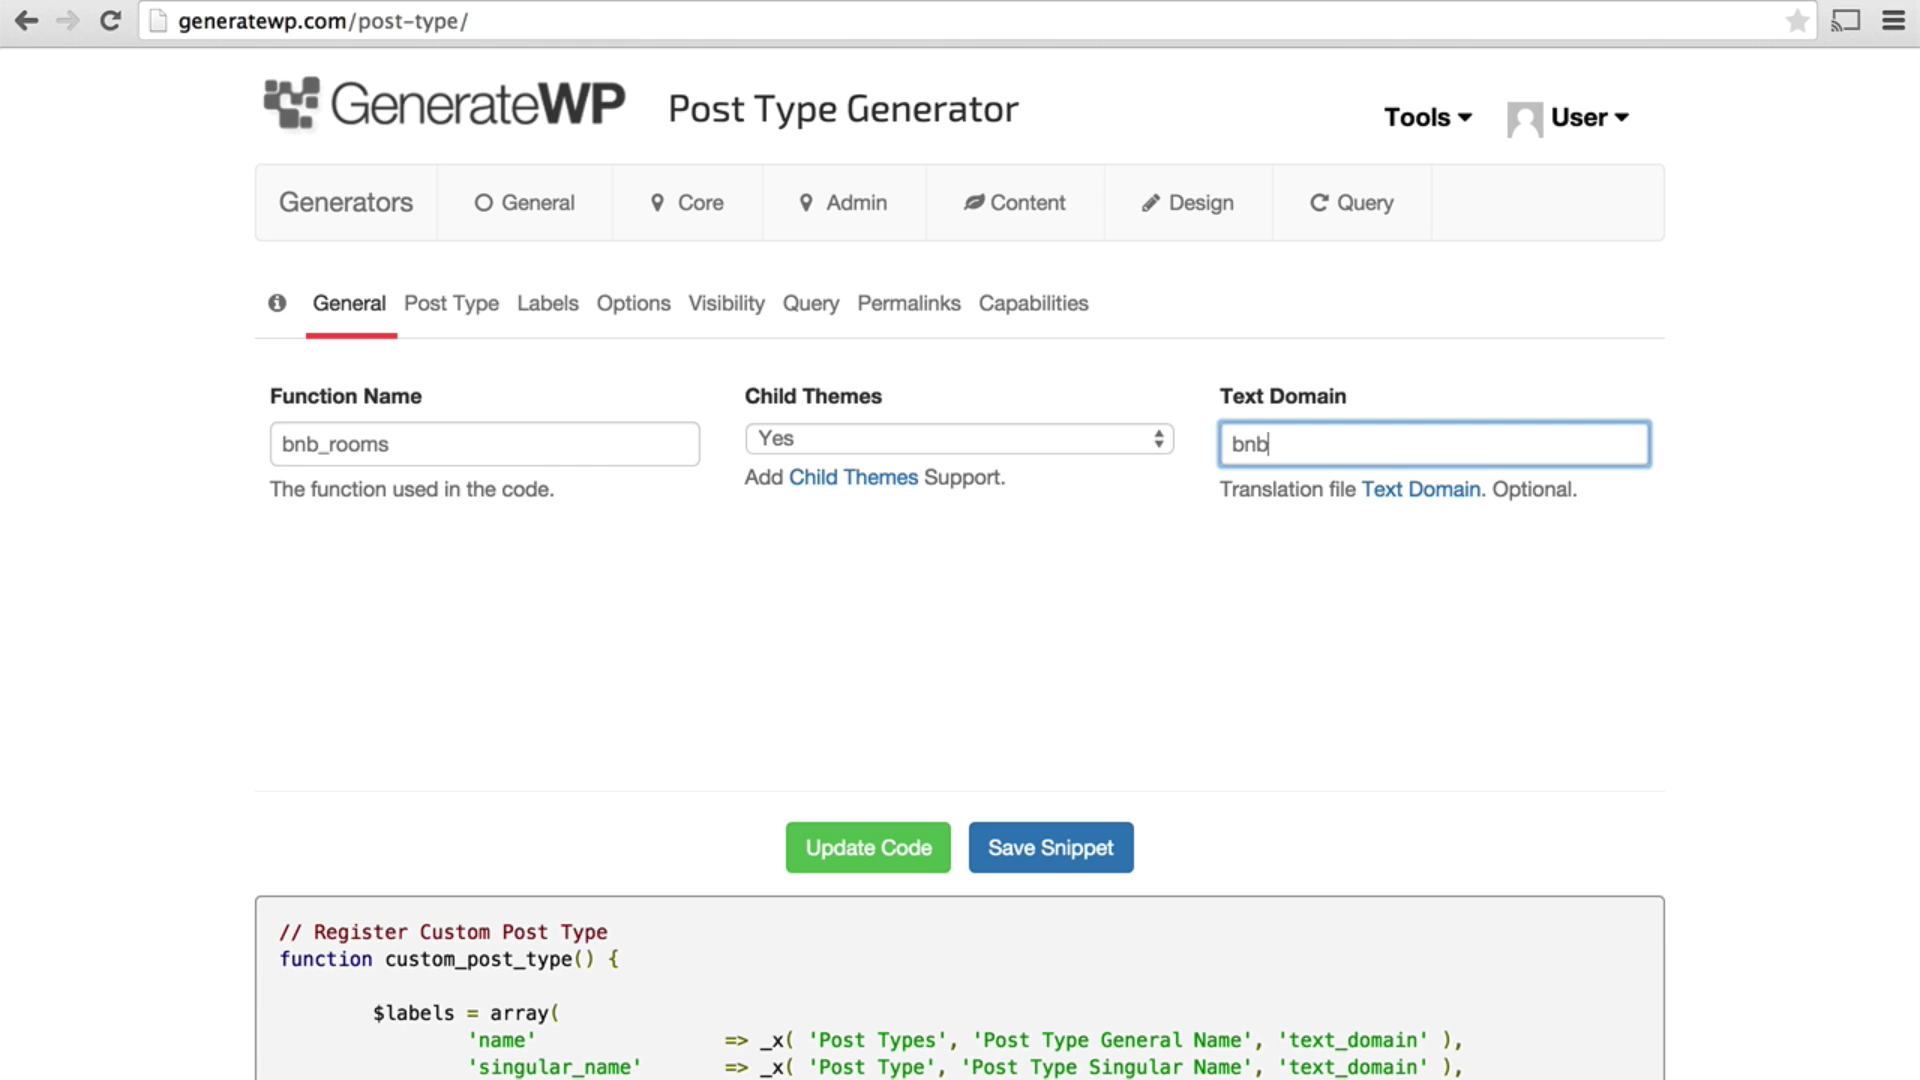 generatewp.com/post-type/
GenerateWP Post Type Generator
Tools User
Generators General Core Admin Content Design Query
General Post Type Labels Options Visibility Query Permalinks Capabilities
Function Name Child Themes Text Domain
bnb_rooms Yes bnb
The function used in the code. Add Child Themes Support. Translation file Text Domain. Optional.
Update Code Save Snippet
// Register Custom Post Type
function custom_post_type() {
$labels = array(
'name' => _x( 'Post Types', 'Post Type General Name', 'text_domain' ),
'singular_name' => _x( 'Post Type', 'Post Type Singular Name', 'text_domain' ),